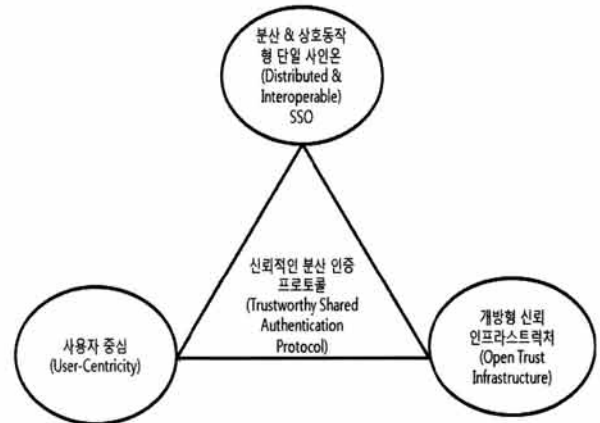 분산 & 상호동작
형 단일 사인온
(Distributed &
Interoperable)
SSO
신뢰적인 분산 인증
프로토콜
(Trustworthy Shared
Authentication
Protocol)
사용자 중심
(User-Centricity)
개방형 신뢰
인프라스트럭처
(Open Trust
Infrastructure)